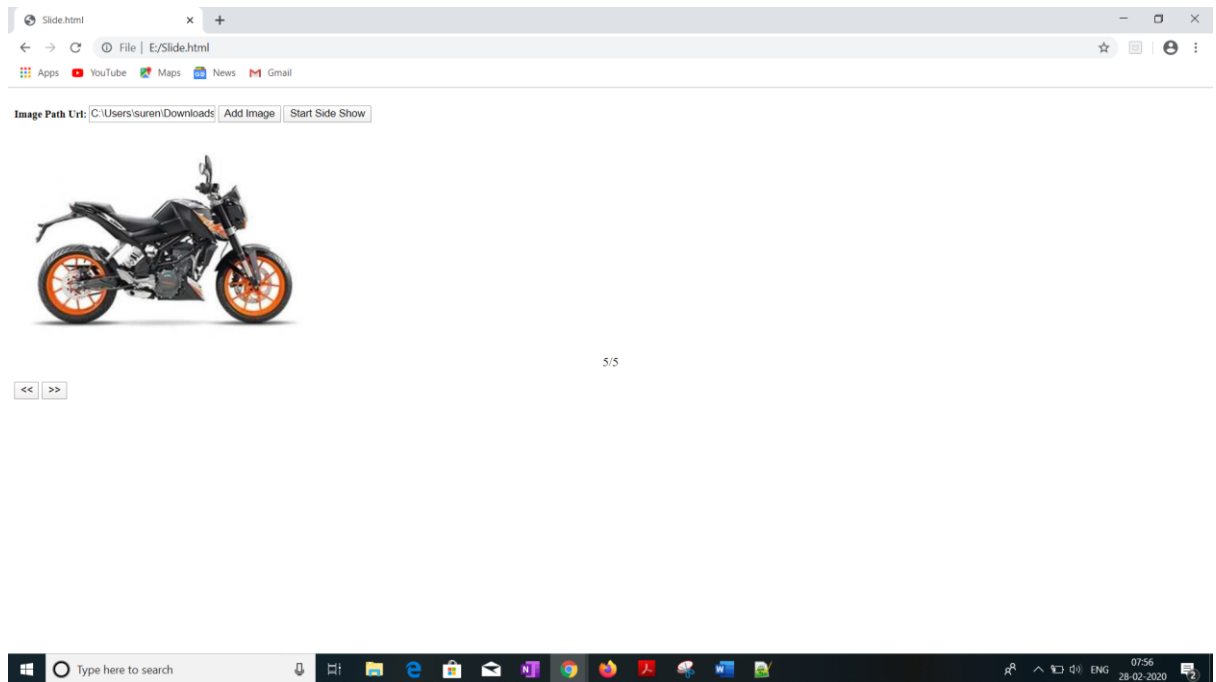 Slide.html
File | E:/Slide.html
Apps YouTube Maps News Gmail
Image Path Url: C:\Users\suren\Downloads Add Image Start Side Show
5/5
<< >>
Type here to search
ENG 07:56
28-02-2020 2